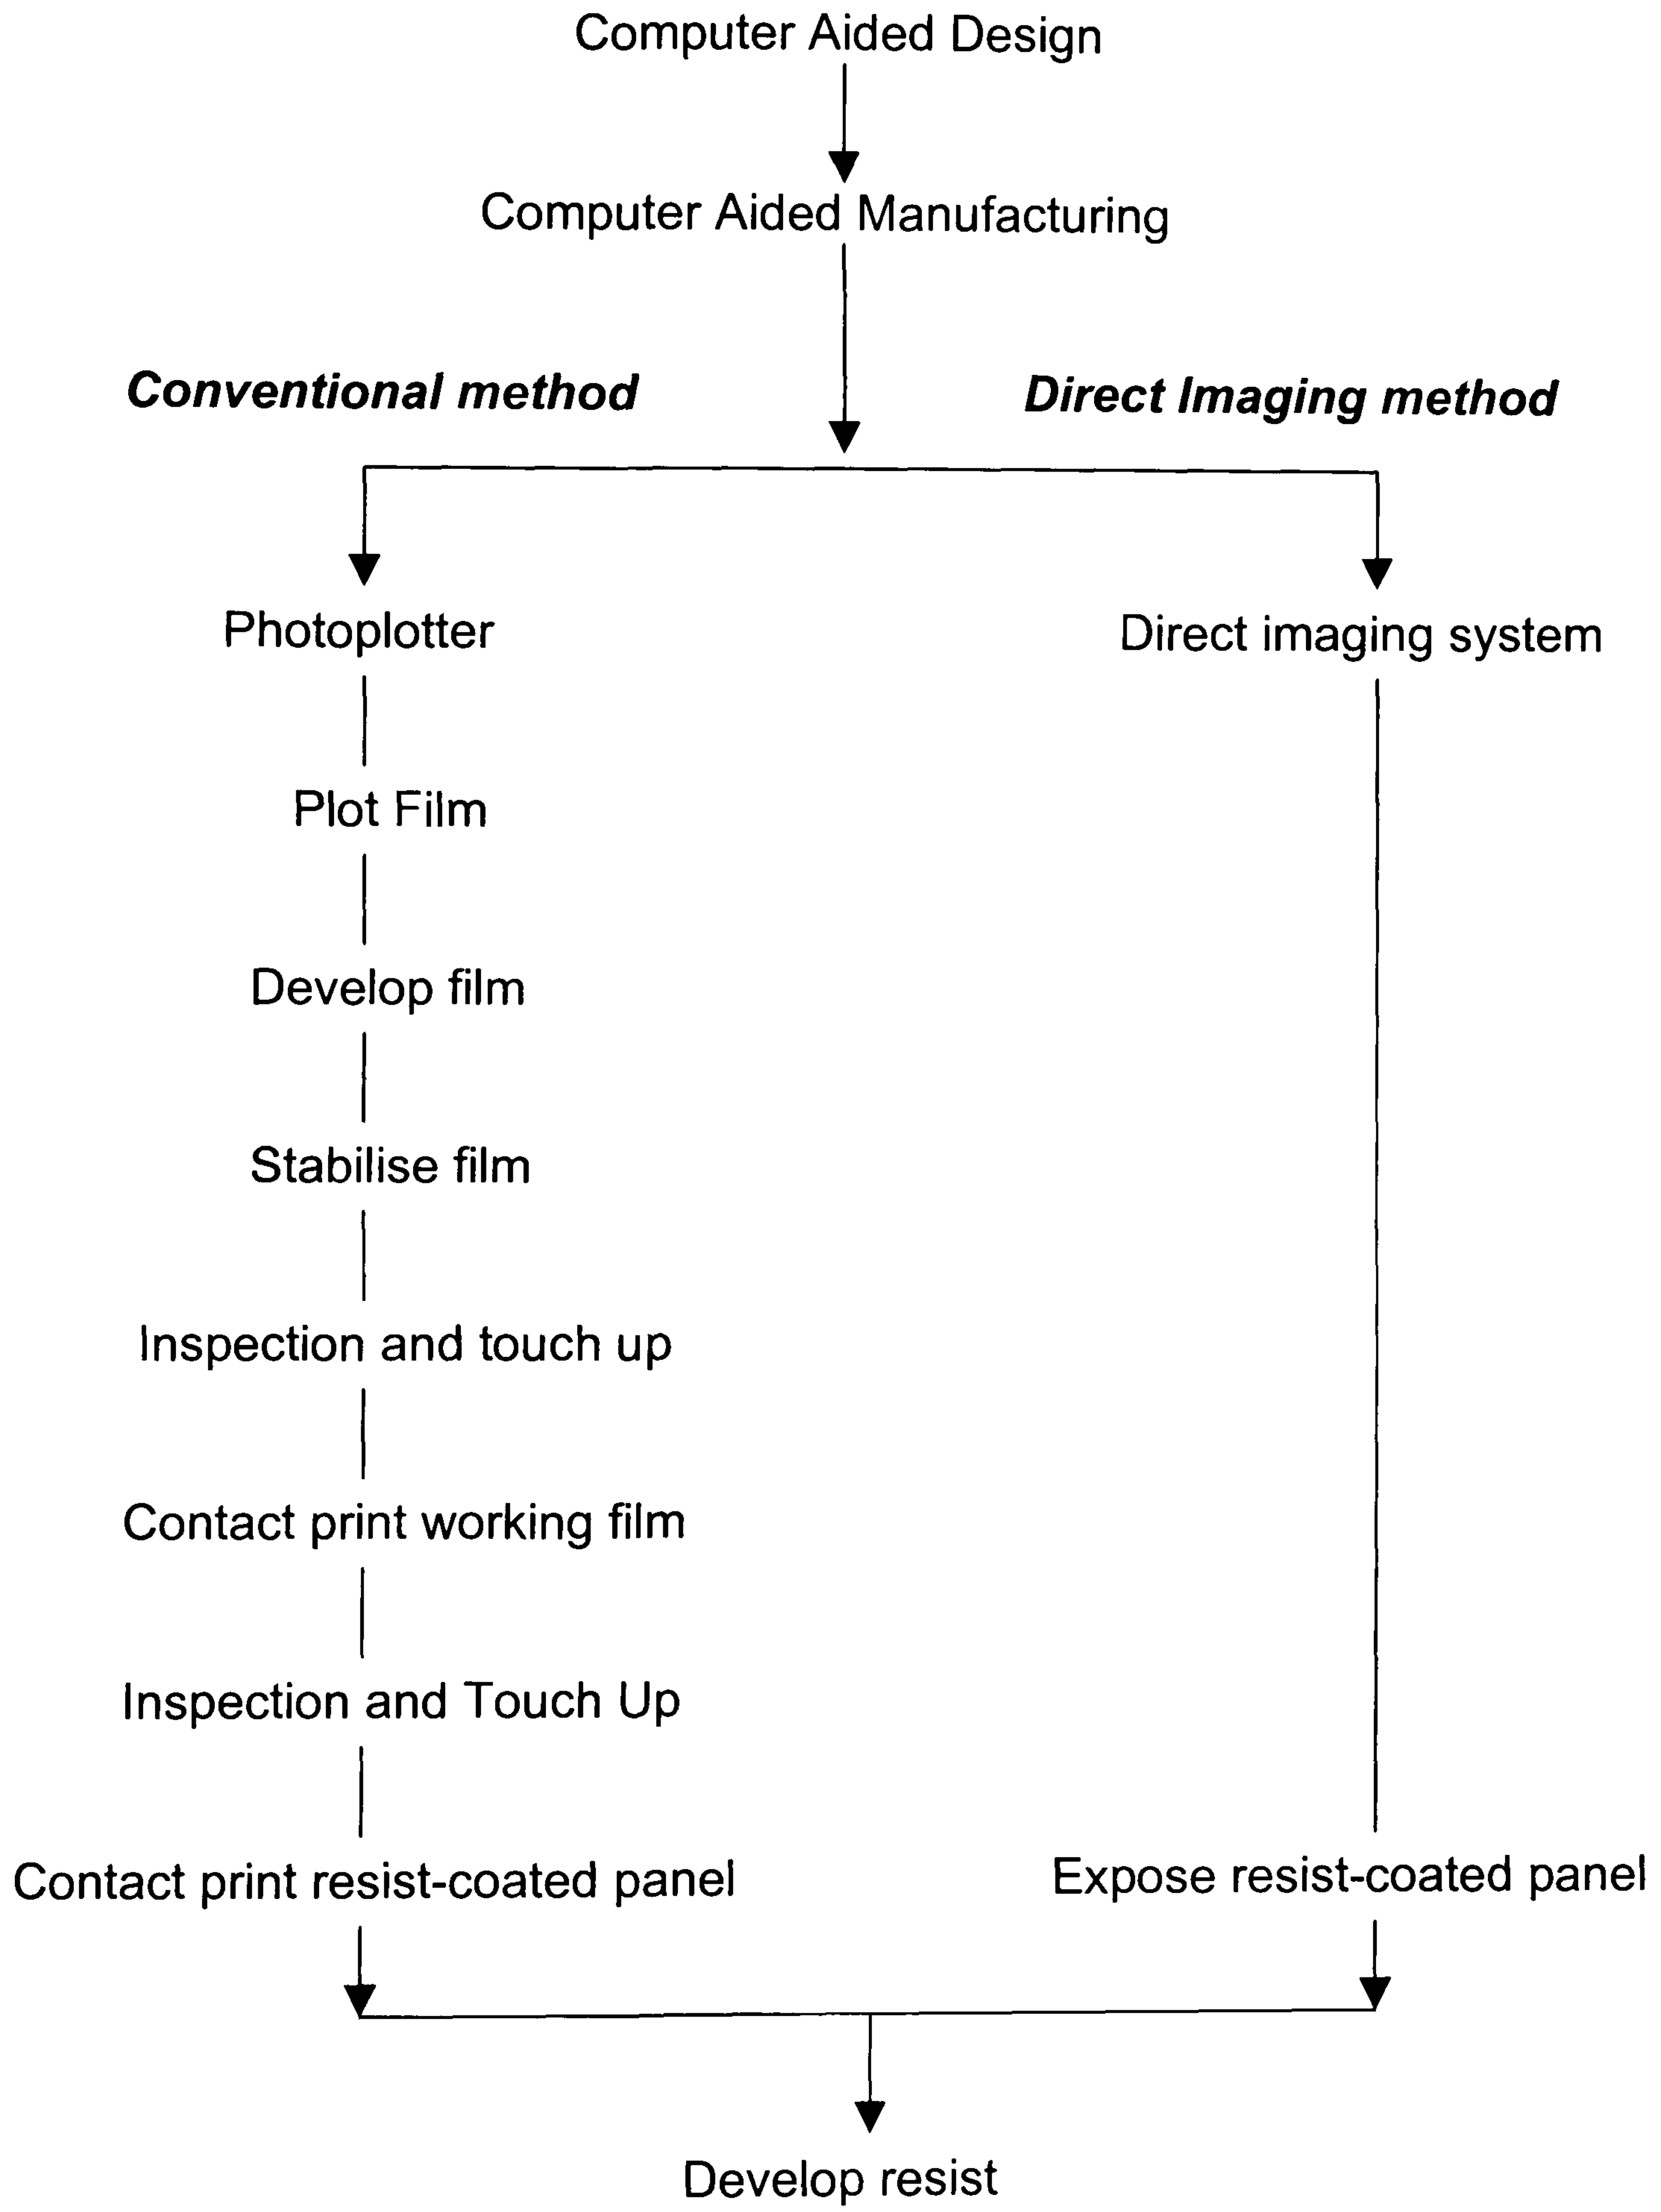 Computer Aided Design
Computer Aided Manufacturing
Conventional method
Direct Imaging method
Photoplotter
Direct imaging system
Plot Film
Develop film
Stabilise film
Inspection and touch up
Contact print working film
Inspection and Touch Up
Contact print resist-coated panel
Expose resist-coated panel
Develop resist